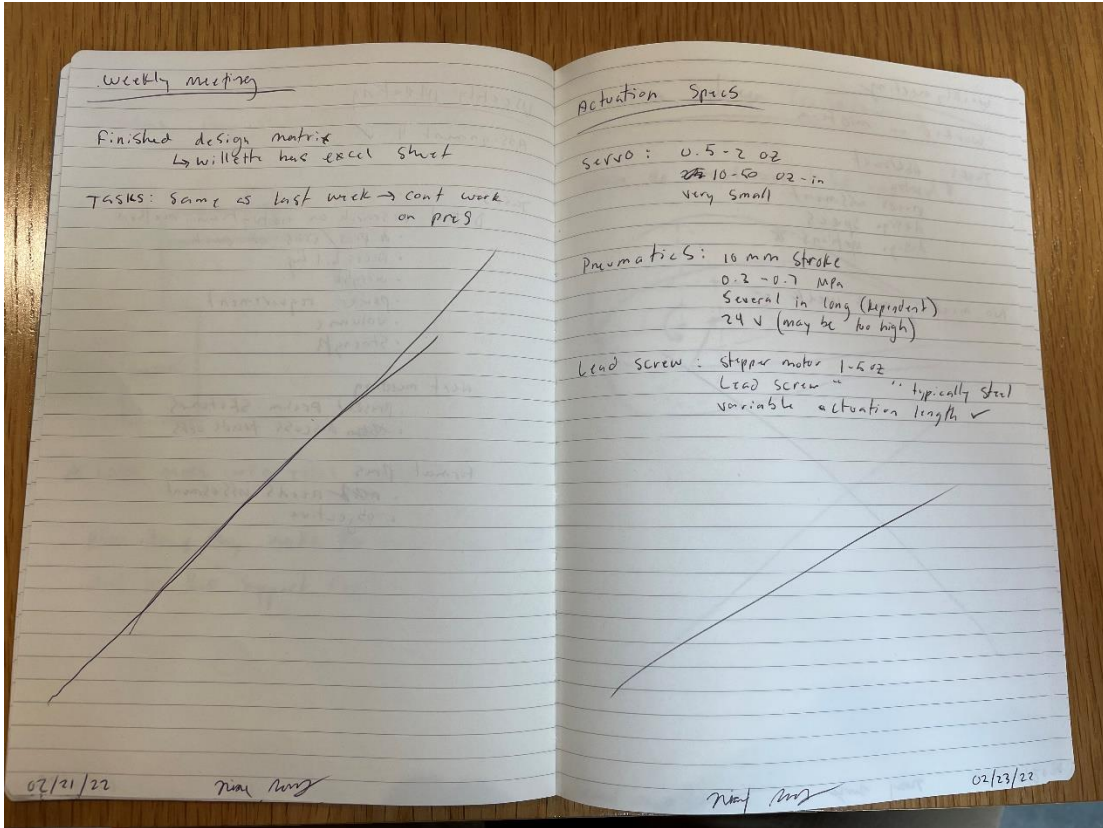 Weekly meeting
Finished design matrix
↳ Willette has excel sheet
TASKS: Same as last week → cont work
on pres
02/21/22
Actuation Specs
Servo: 0.5-2 oz
10-50 oz-in
very small
Pneumatics: 10 mm stroke
0.2-0.7 MPa
Several in long (dependent)
24 V (may be too high)
Lead screw: Stepper motor 1-5 oz
Lead screw " " typically steel
variable actuation length ✓
02/23/22